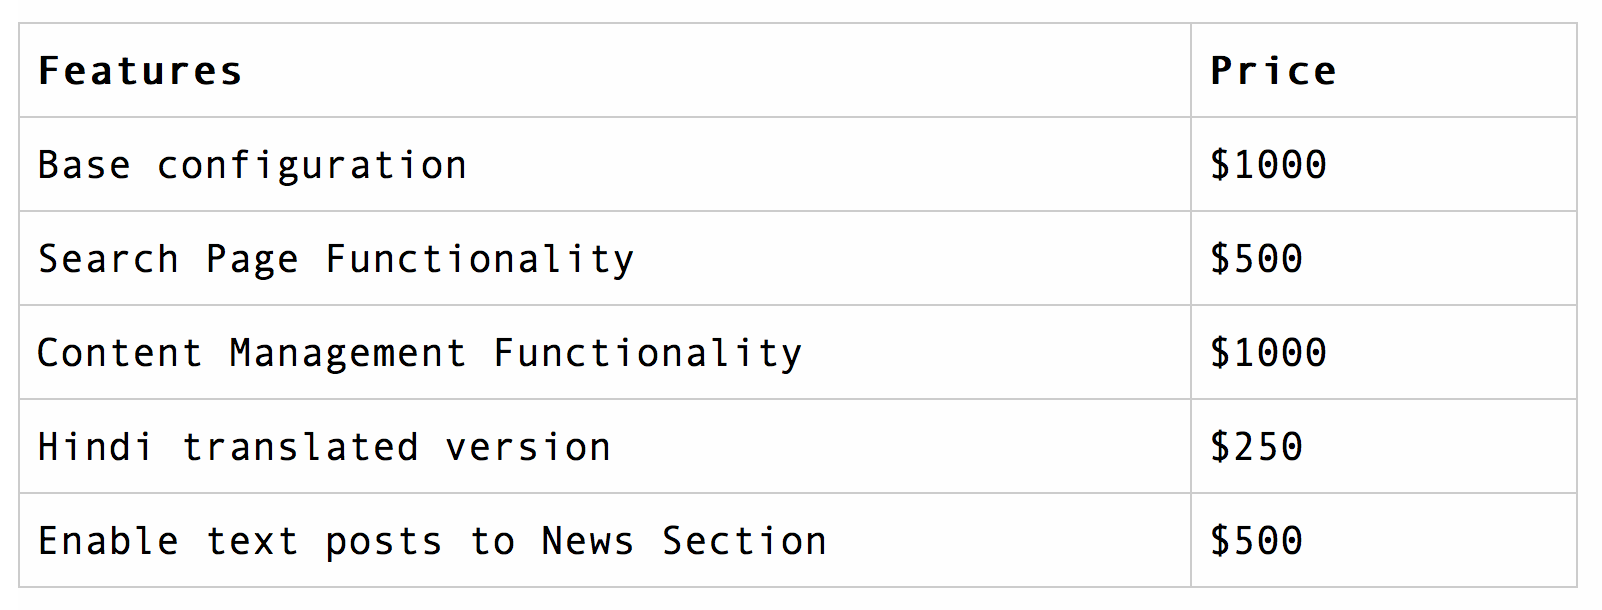 Features Price
Base configuration $1000
Search Page Functionality $500
Content Management Functionality $1000
Hindi translated version $250
Enable text posts to News Section $500